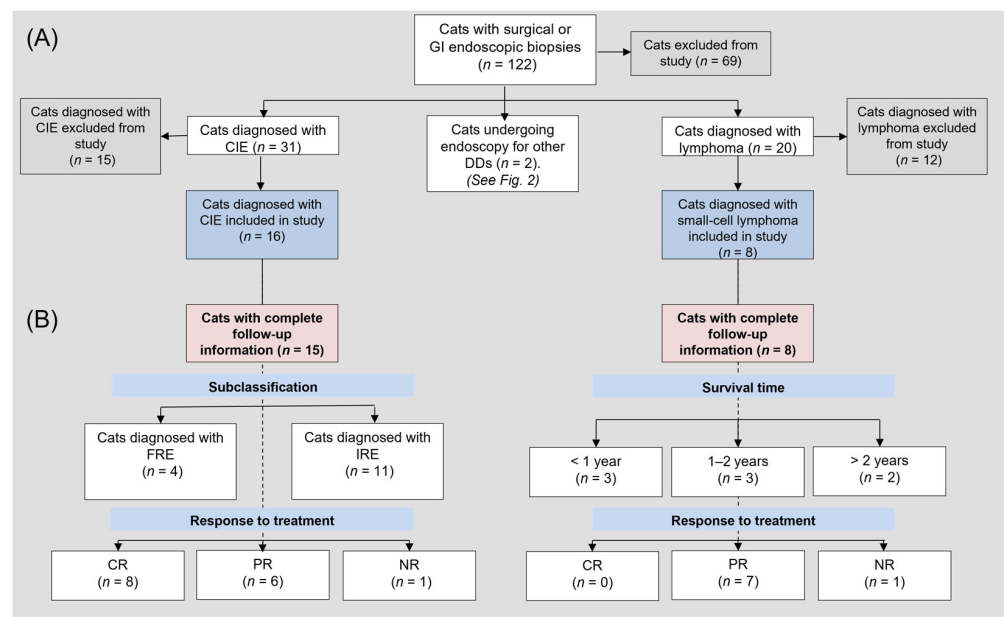 (A)
Cats with surgical or
GI endoscopic biopsies
(n = 122)
Cats excluded from
study (n = 69)
Cats diagnosed with
CIE excluded from
study
(n = 15)
Cats diagnosed with
CIE (n = 31)
Cats undergoing
endoscopy for other
DDs (n = 2).
(See Fig. 2)
Cats diagnosed with
lymphoma (n = 20)
Cats diagnosed with
lymphoma excluded
from study
(n = 12)
Cats diagnosed with
CIE included in study
(n = 16)
Cats diagnosed with
small-cell lymphoma
included in study
(n = 8)
(B)
Cats with complete
follow-up
information (n = 15)
Cats with complete
follow-up
information (n = 8)
Subclassification
Survival time
Cats diagnosed with
FRE
(n = 4)
Cats diagnosed with
IRE
(n = 11)
< 1 year
(n = 3)
1–2 years
(n = 3)
> 2 years
(n = 2)
Response to treatment
Response to treatment
CR
(n = 8)
PR
(n = 6)
NR
(n = 1)
CR
(n = 0)
PR
(n = 7)
NR
(n = 1)